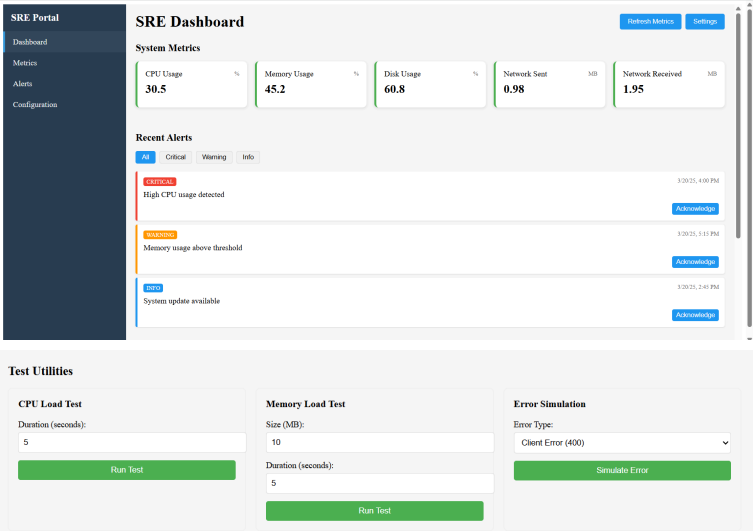 SRE Portal
Dashboard
Metrics
Alerts
Configuration
SRE Dashboard
Refresh Metrics
Settings
System Metrics
CPU Usage %
30.5
Memory Usage %
45.2
Disk Usage %
60.8
Network Sent MB
0.98
Network Received MB
1.95
Recent Alerts
All Critical Warning Info
CRITICAL 3/20/25, 4:00 PM
High CPU usage detected
Acknowledge
WARNING 3/20/25, 5:15 PM
Memory usage above threshold
Acknowledge
INFO 3/20/25, 2:45 PM
System update available
Acknowledge
Test Utilities
CPU Load Test
Duration (seconds):
5
Run Test
Memory Load Test
Size (MB):
10
Duration (seconds):
5
Run Test
Error Simulation
Error Type:
Client Error (400)
Simulate Error